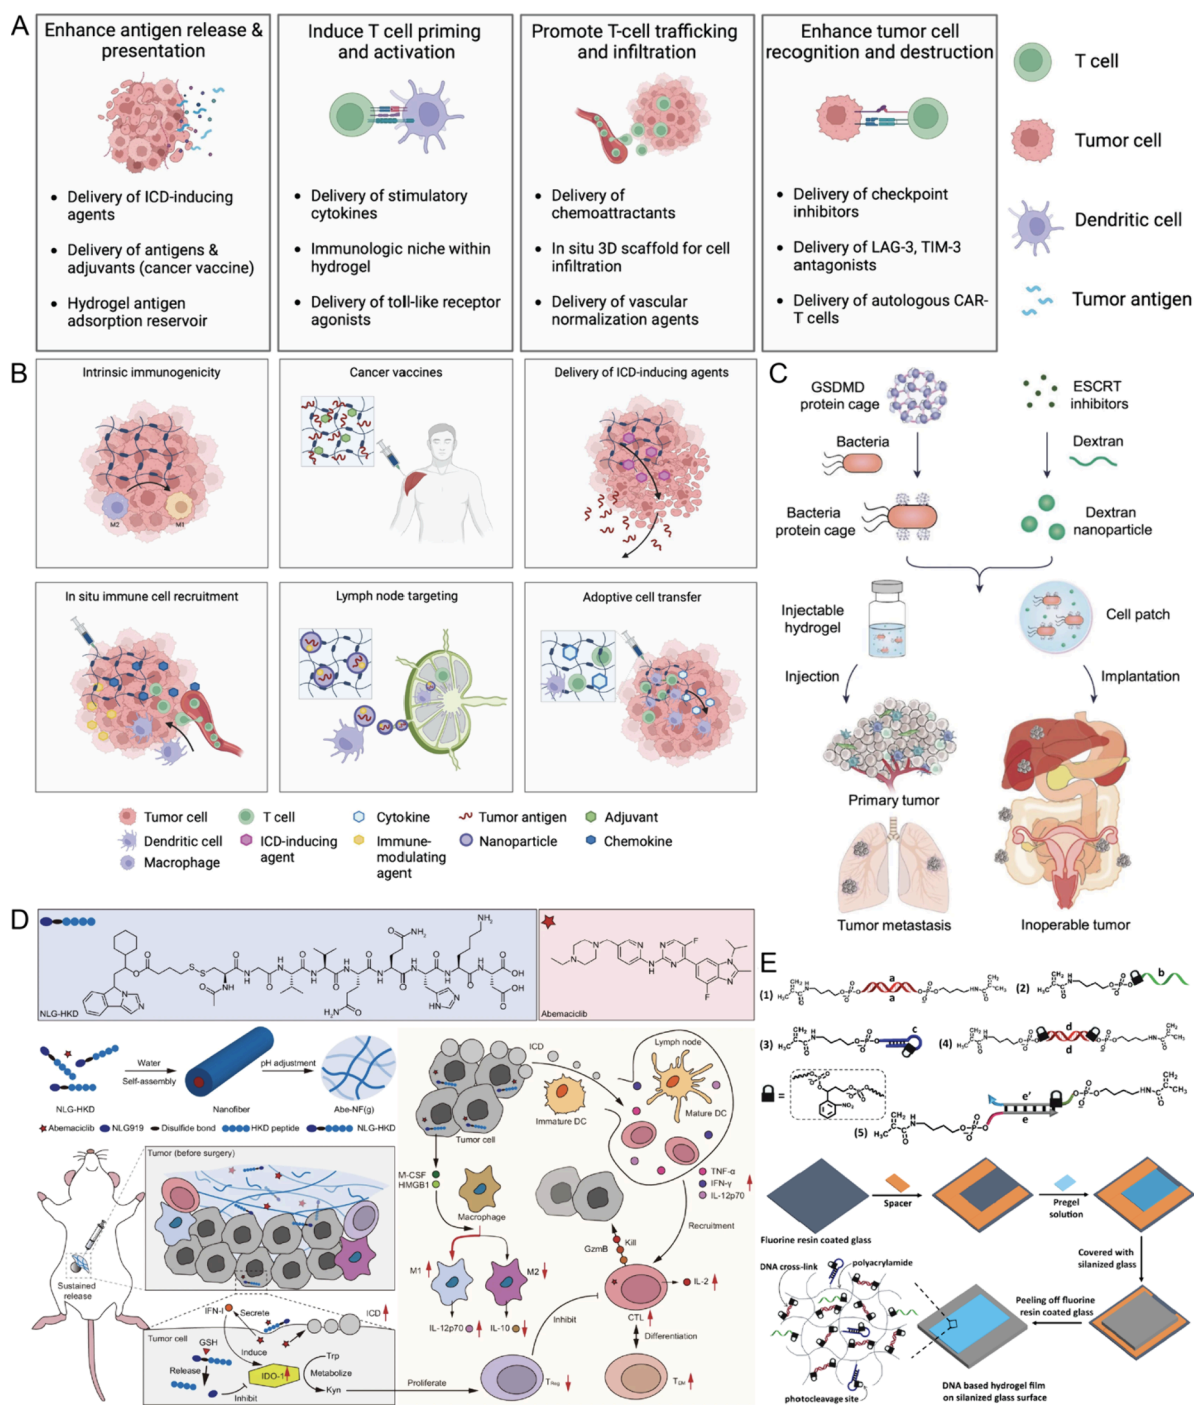 A
Enhance antigen release &
presentation
• Delivery of ICD-inducing
agents
• Delivery of antigens &
adjuvants (cancer vaccine)
• Hydrogel antigen
adsorption reservoir
Induce T cell priming
and activation
• Delivery of stimulatory
cytokines
• Immunologic niche within
hydrogel
• Delivery of toll-like receptor
agonists
Promote T-cell trafficking
and infiltration
• Delivery of
chemoattractants
• In situ 3D scaffold for cell
infiltration
• Delivery of vascular
normalization agents
Enhance tumor cell
recognition and destruction
• Delivery of checkpoint
inhibitors
• Delivery of LAG-3, TIM-3
antagonists
• Delivery of autologous CAR-
T cells
T cell
Tumor cell
Dendritic cell
Tumor antigen
B
Intrinsic immunogenicity
M2
M1
Cancer vaccines
Delivery of ICD-inducing agents
In situ immune cell recruitment
Lymph node targeting
Adoptive cell transfer
Tumor cell
T cell
Cytokine
Tumor antigen
Adjuvant
Dendritic cell
ICD-inducing
agent
Immune-
modulating
agent
Nanoparticle
Chemokine
Macrophage
C
GSDMD
protein cage
ESCRT
inhibitors
Bacteria
Dextran
Bacteria
protein cage
Dextran
nanoparticle
Injectable
hydrogel
Cell patch
Injection
Implantation
Primary tumor
Tumor metastasis
Inoperable tumor
D
NLG-HKD
Abemaciclib
NLG-HKD
Water
Self-assembly
Nanofiber
pH adjustment
Abe-NF(g)
Abemaciclib
NLG919
Disulfide bond
HKD peptide
NLG-HKD
Sustained
release
Tumor (before surgery)
Tumor cell
IFN-I
Secrete
Induce
ICD
GSH
Release
Inhibit
IDO-1
Trp
Metabolize
Kyn
Proliferate
ICD
Tumor cell
Immature DC
Lymph node
Mature DC
TNF-α
IFN-γ
IL-12p70
M-CSF
HMGB1
Macrophage
M1
M2
IL-12p70
IL-10
GzmB
Kill
Recruitment
IL-2
CTL
Inhibit
Differentiation
TReg
E
(1)
a
a
(2)
b
(3)
c
(4)
d
d
=
(5)
e'
e
Fluorine resin coated glass
Spacer
Pregel
solution
Covered with
silanized glass
Peeling off fluorine
resin coated glass
DNA cross-link
polyacrylamide
photocleavage site
DNA based hydrogel film
on silanized glass surface